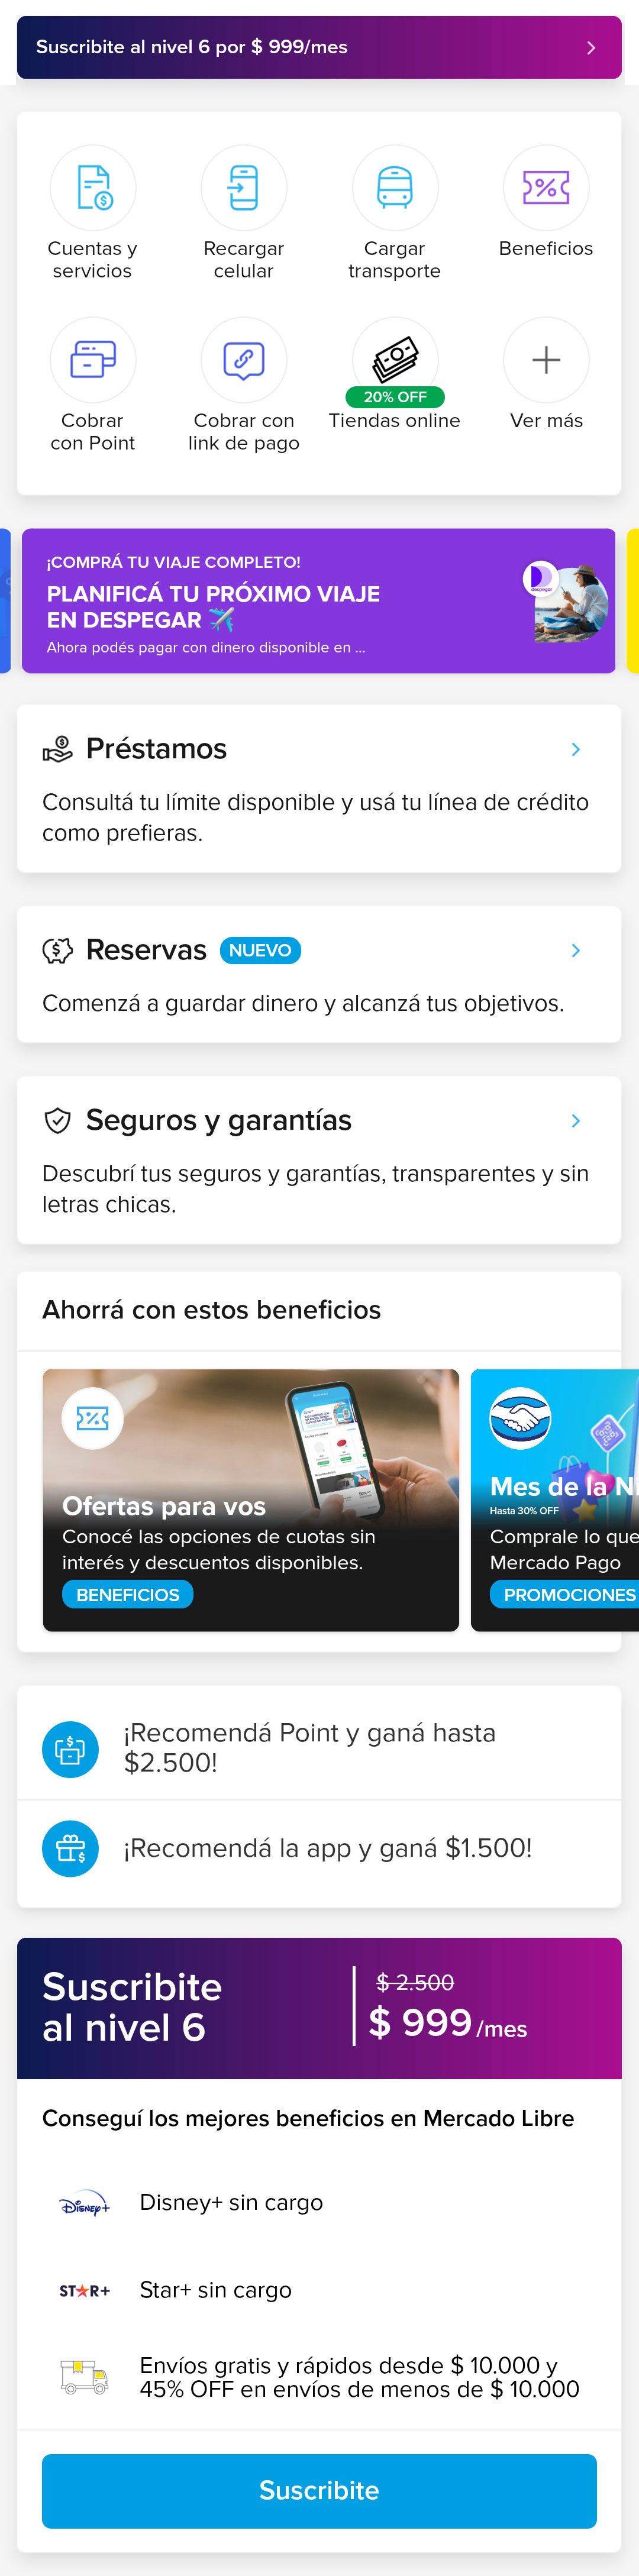 Suscribite al nivel 6 por $ 999/mes
Cuentas y
servicios
Recargar
celular
Cargar
transporte
Beneficios
Cobrar
con Point
Cobrar con
link de pago
20% OFF
Tiendas online
Ver más
¡COMPRÁ TU VIAJE COMPLETO!
PLANIFICÁ TU PRÓXIMO VIAJE
EN DESPEGAR ✈️
Ahora podés pagar con dinero disponible en ...
despegar
Préstamos
Consultá tu límite disponible y usá tu línea de crédito
como prefieras.
Reservas
NUEVO
Comenzá a guardar dinero y alcanzá tus objetivos.
Seguros y garantías
Descubrí tus seguros y garantías, transparentes y sin
letras chicas.
Ahorrá con estos beneficios
Ofertas para vos
Conocé las opciones de cuotas sin
interés y descuentos disponibles.
BENEFICIOS
Mes de la
Hasta 30% OFF
Comprale lo que
Mercado Pago
PROMOCIONES
¡Recomendá Point y ganá hasta
$2.500!
¡Recomendá la app y ganá $1.500!
Suscribite
al nivel 6
$ 2.500
$ 999 /mes
Conseguí los mejores beneficios en Mercado Libre
Disney+
Disney+ sin cargo
ST★R+
Star+ sin cargo
Envíos gratis y rápidos desde $ 10.000 y
45% OFF en envíos de menos de $ 10.000
Suscribite